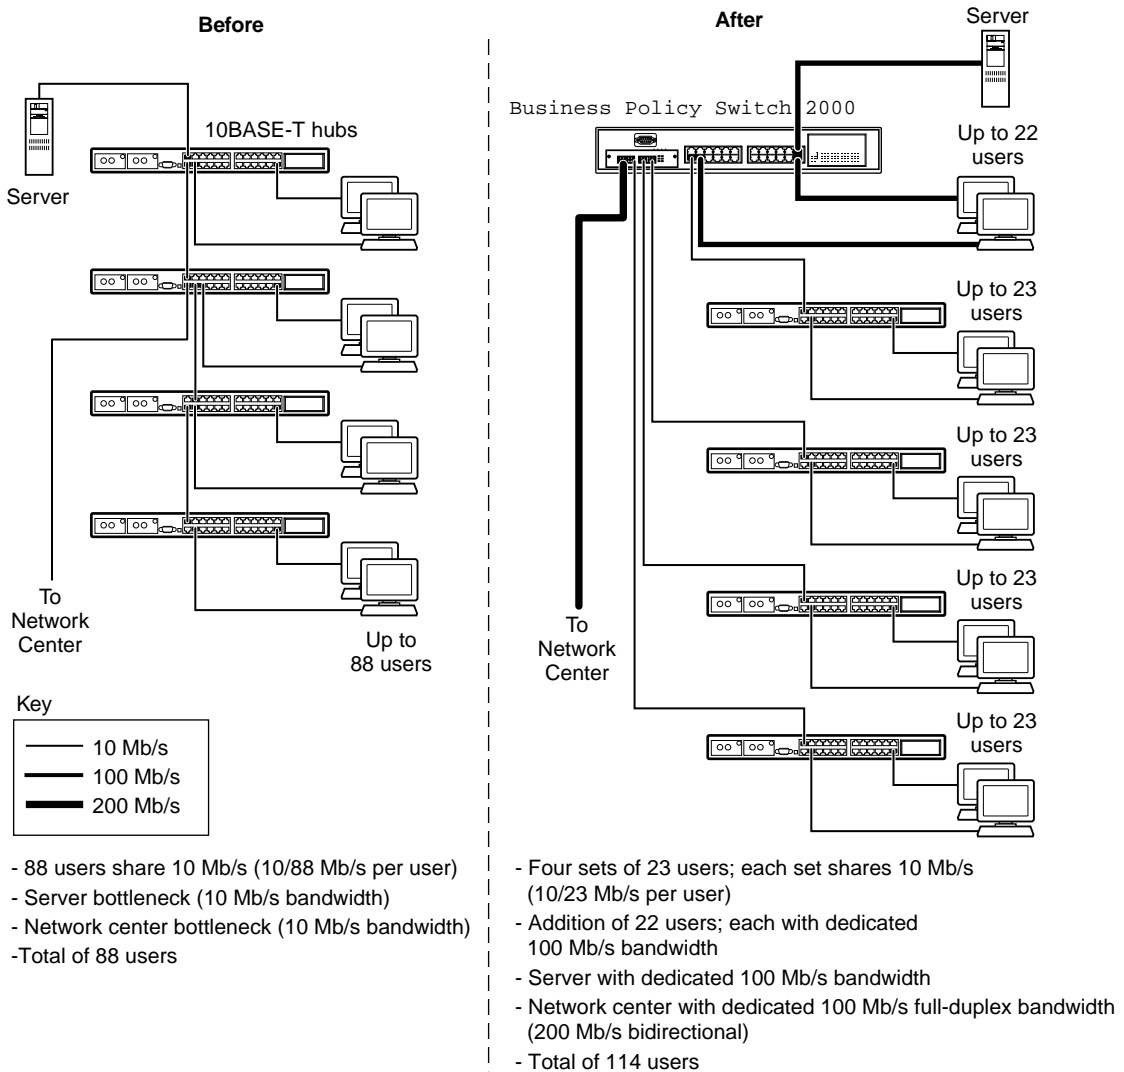 Before
Server
10BASE-T hubs
To
Network
Center
Up to
88 users
Key
10 Mb/s
100 Mb/s
200 Mb/s
- 88 users share 10 Mb/s (10/88 Mb/s per user)
- Server bottleneck (10 Mb/s bandwidth)
- Network center bottleneck (10 Mb/s bandwidth)
-Total of 88 users
After
Server
Business Policy Switch 2000
Up to 22
users
Up to 23
users
Up to 23
users
Up to 23
users
Up to 23
users
To
Network
Center
- Four sets of 23 users; each set shares 10 Mb/s
(10/23 Mb/s per user)
- Addition of 22 users; each with dedicated
100 Mb/s bandwidth
- Server with dedicated 100 Mb/s bandwidth
- Network center with dedicated 100 Mb/s full-duplex bandwidth
(200 Mb/s bidirectional)
- Total of 114 users